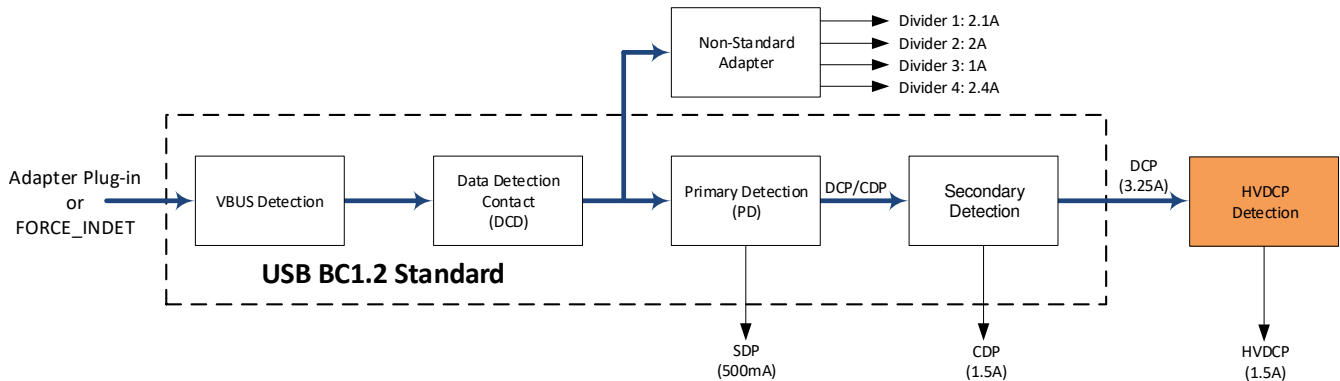 Non-Standard
Adapter
Divider 1: 2.1A
Divider 2: 2A
Divider 3: 1A
Divider 4: 2.4A
Adapter Plug-in
or
FORCE_INDET
VBUS Detection
Data Detection
Contact
(DCD)
Primary Detection
(PD)
DCP/CDP
Secondary
Detection
DCP
(3.25A)
HVDCP
Detection
USB BC1.2 Standard
SDP
(500mA)
CDP
(1.5A)
HVDCP
(1.5A)